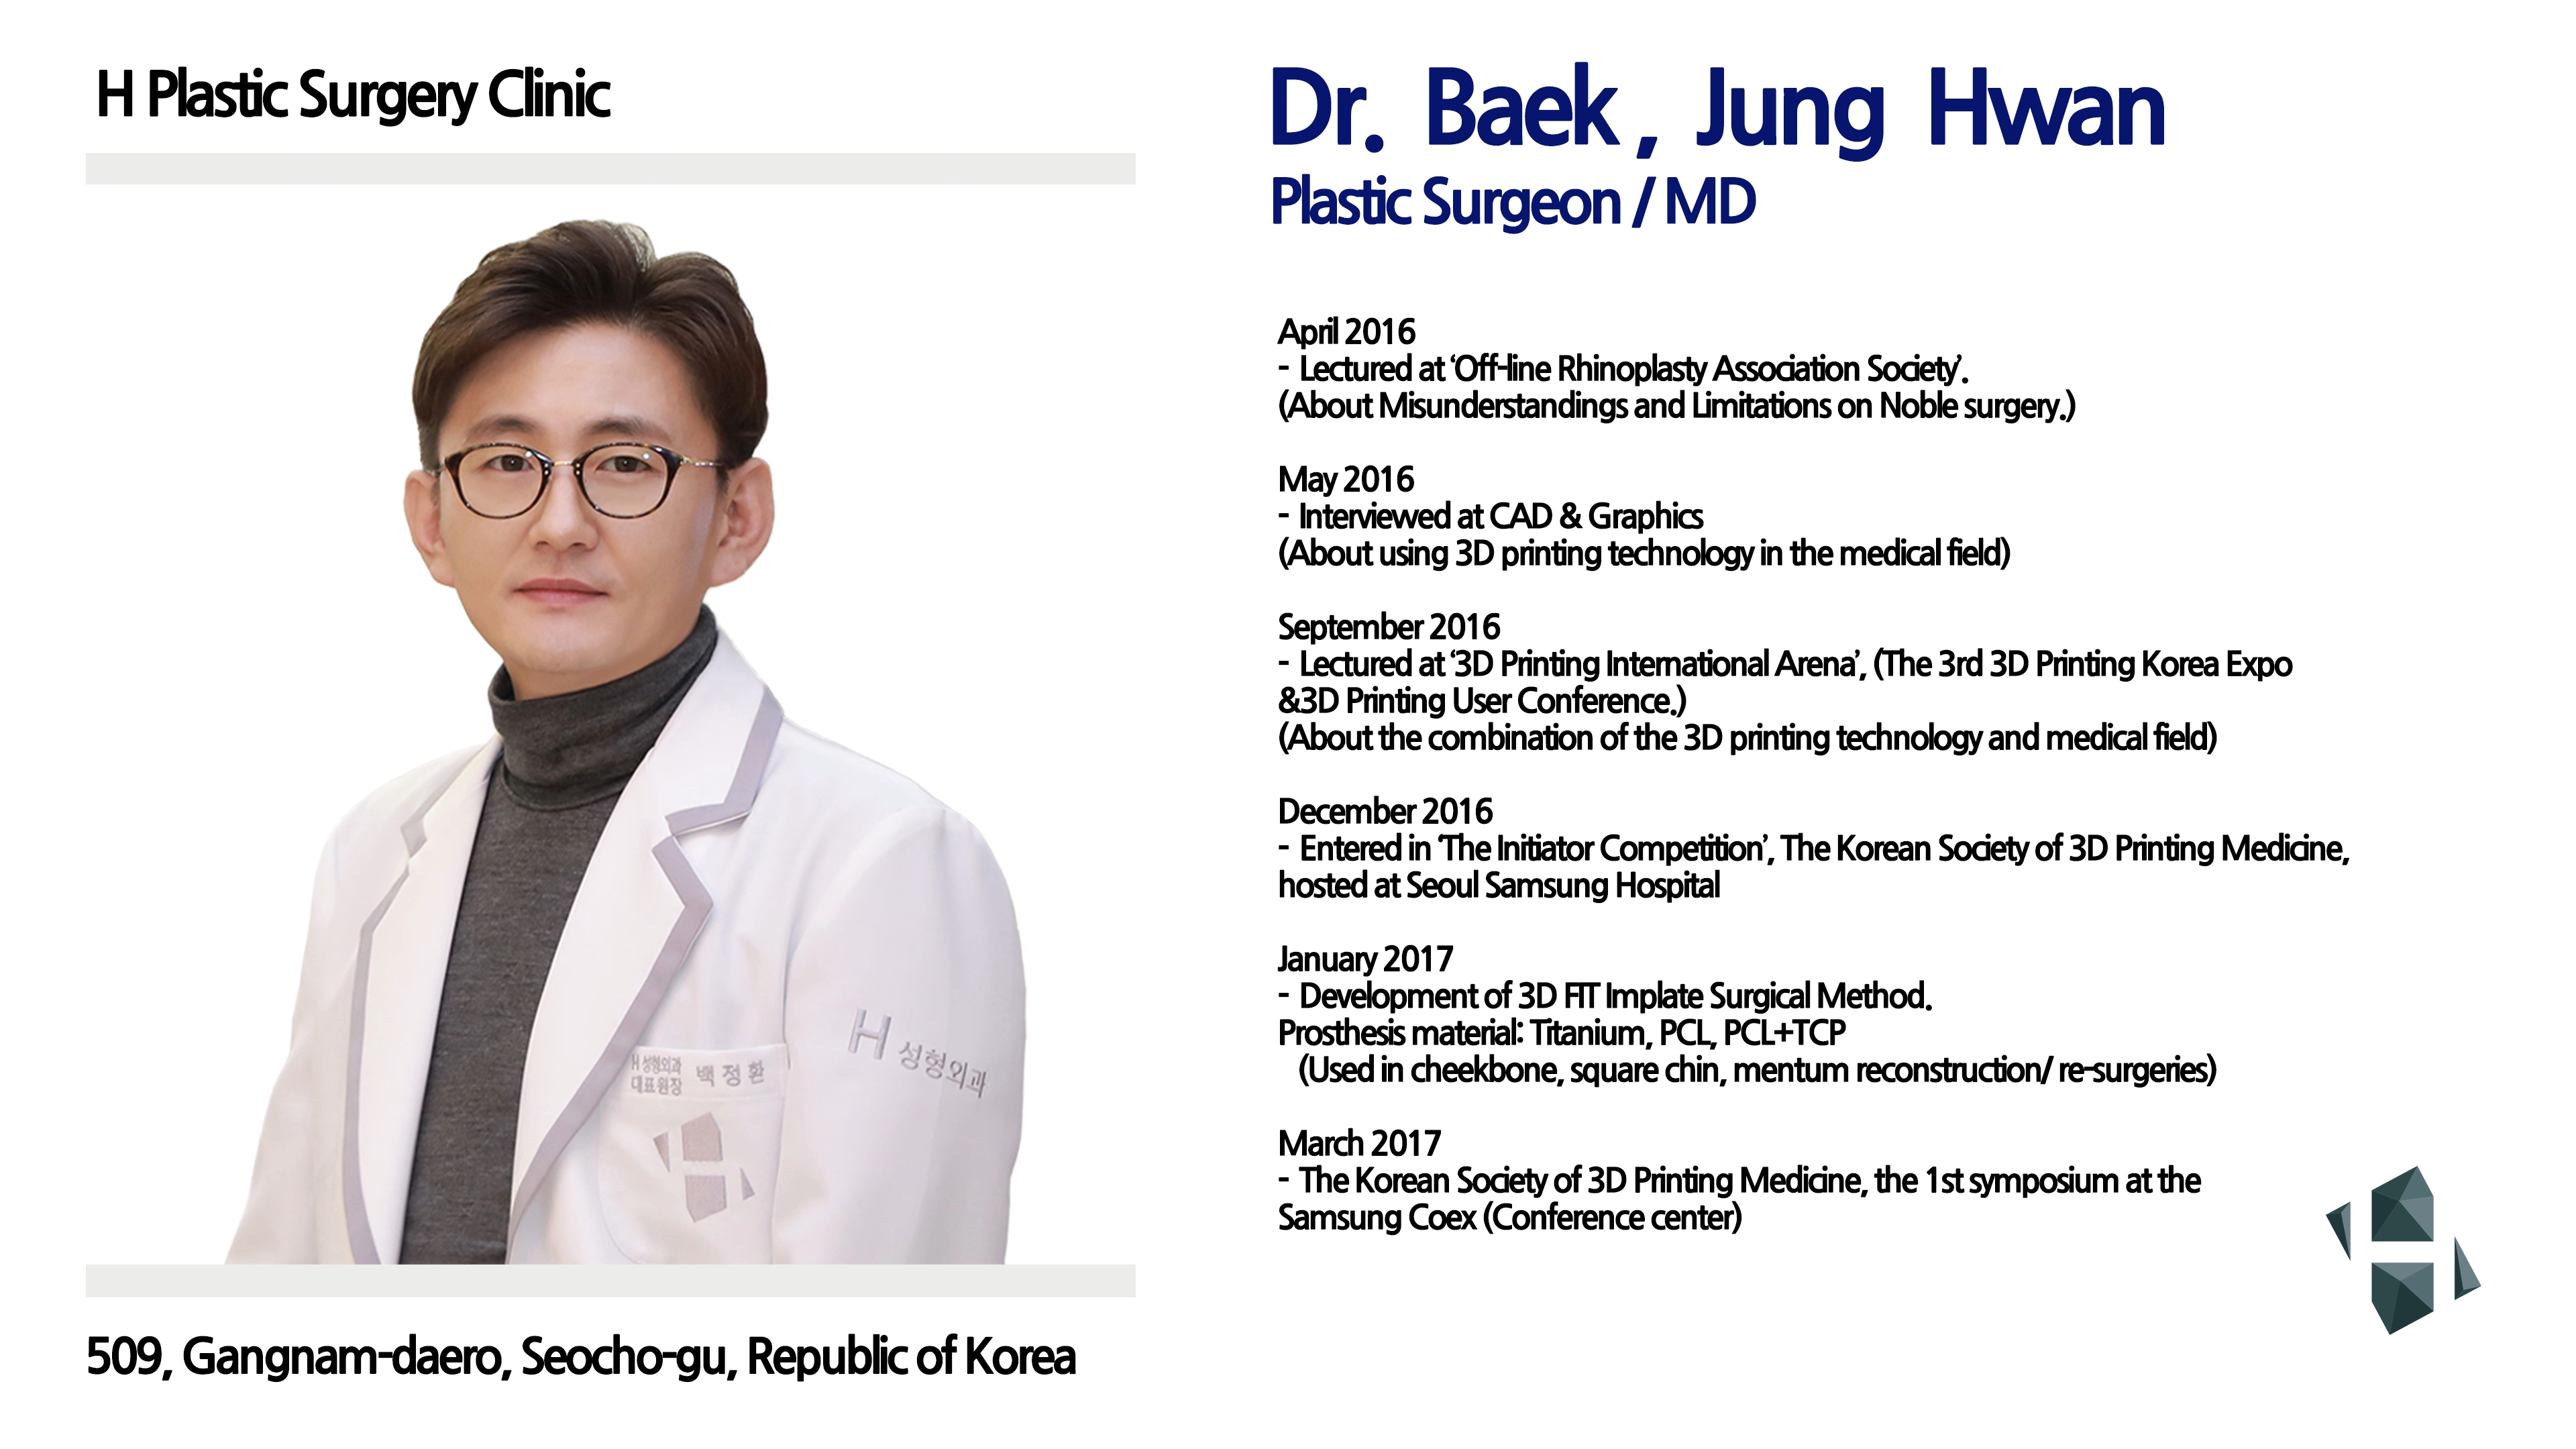 H Plastic Surgery Clinic
H 성형외과
대표원장
백정환
H 성형외과
509, Gangnam-daero, Seocho-gu, Republic of Korea
Dr. Baek, Jung Hwan
Plastic Surgeon / MD
April 2016
- Lectured at ‘Off-line Rhinoplasty Association Society’.
(About Misunderstandings and Limitations on Noble surgery.)
May 2016
- Interviewed at CAD & Graphics
(About using 3D printing technology in the medical field)
September 2016
- Lectured at ‘3D Printing International Arena’, (The 3rd 3D Printing Korea Expo
&3D Printing User Conference.)
(About the combination of the 3D printing technology and medical field)
December 2016
- Entered in ‘The Initiator Competition’, The Korean Society of 3D Printing Medicine,
hosted at Seoul Samsung Hospital
January 2017
- Development of 3D FIT Implate Surgical Method.
Prosthesis material: Titanium, PCL, PCL+TCP
(Used in cheekbone, square chin, mentum reconstruction/ re-surgeries)
March 2017
- The Korean Society of 3D Printing Medicine, the 1st symposium at the
Samsung Coex (Conference center)